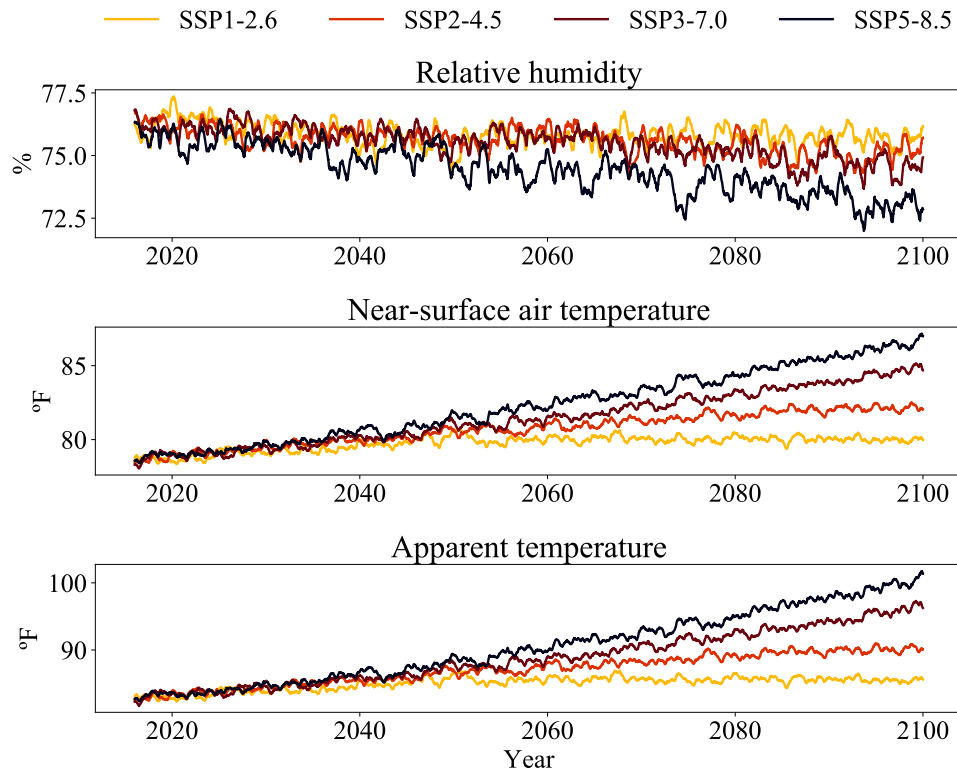 SSP1-2.6 SSP2-4.5 SSP3-7.0 SSP5-8.5
Relative humidity
77.5
75.0
72.5
%
2020 2040 2060 2080 2100
Near-surface air temperature
85
80
ºF
2020 2040 2060 2080 2100
Apparent temperature
100
90
ºF
2020 2040 2060 2080 2100
Year